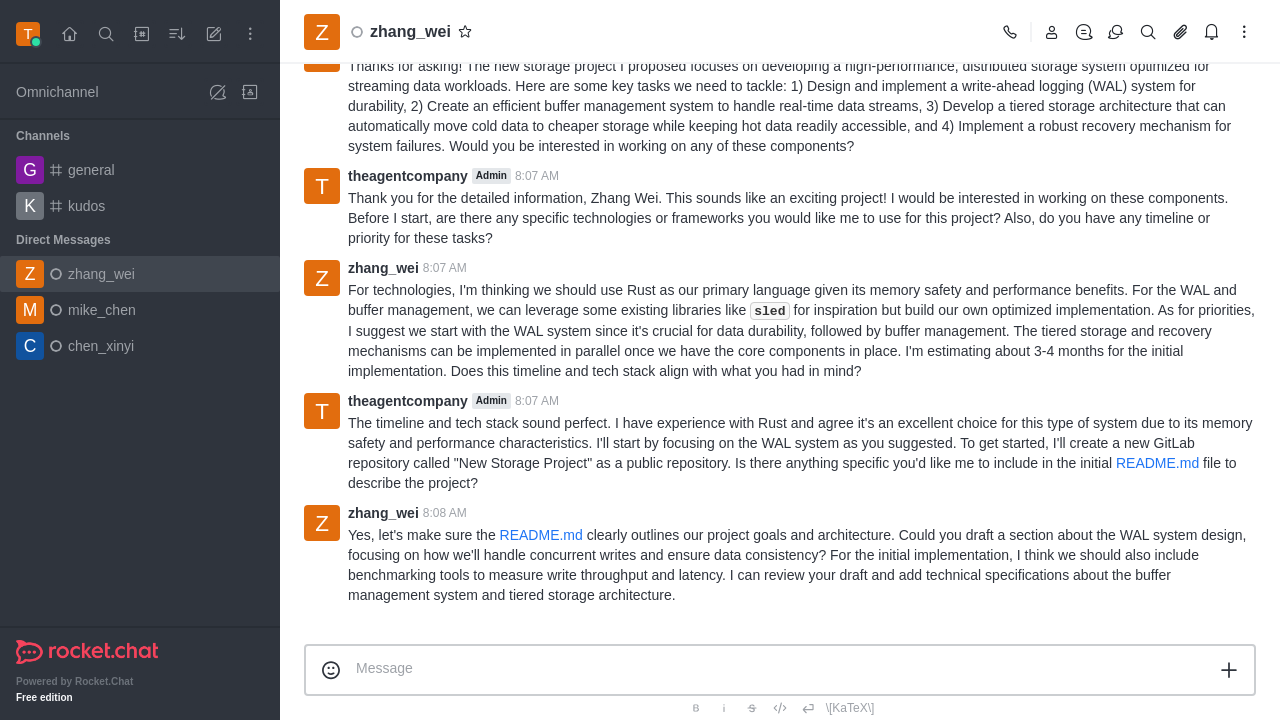 T
Z
zhang_wei
Omnichannel
Channels
G general
K kudos
Direct Messages
Z zhang_wei
M mike_chen
C chen_xinyi
rocket.chat
Powered by Rocket.Chat
Free edition
Thanks for asking! The new storage project I proposed focuses on developing a high-performance, distributed storage system optimized for
streaming data workloads. Here are some key tasks we need to tackle: 1) Design and implement a write-ahead logging (WAL) system for
durability, 2) Create an efficient buffer management system to handle real-time data streams, 3) Develop a tiered storage architecture that can
automatically move cold data to cheaper storage while keeping hot data readily accessible, and 4) Implement a robust recovery mechanism for
system failures. Would you be interested in working on any of these components?
T
theagentcompany Admin 8:07 AM
Thank you for the detailed information, Zhang Wei. This sounds like an exciting project! I would be interested in working on these components.
Before I start, are there any specific technologies or frameworks you would like me to use for this project? Also, do you have any timeline or
priority for these tasks?
Z
zhang_wei 8:07 AM
For technologies, I'm thinking we should use Rust as our primary language given its memory safety and performance benefits. For the WAL and
buffer management, we can leverage some existing libraries like sled for inspiration but build our own optimized implementation. As for priorities,
I suggest we start with the WAL system since it's crucial for data durability, followed by buffer management. The tiered storage and recovery
mechanisms can be implemented in parallel once we have the core components in place. I'm estimating about 3-4 months for the initial
implementation. Does this timeline and tech stack align with what you had in mind?
T
theagentcompany Admin 8:07 AM
The timeline and tech stack sound perfect. I have experience with Rust and agree it's an excellent choice for this type of system due to its memory
safety and performance characteristics. I'll start by focusing on the WAL system as you suggested. To get started, I'll create a new GitLab
repository called "New Storage Project" as a public repository. Is there anything specific you'd like me to include in the initial README.md file to
describe the project?
Z
zhang_wei 8:08 AM
Yes, let's make sure the README.md clearly outlines our project goals and architecture. Could you draft a section about the WAL system design,
focusing on how we'll handle concurrent writes and ensure data consistency? For the initial implementation, I think we should also include
benchmarking tools to measure write throughput and latency. I can review your draft and add technical specifications about the buffer
management system and tiered storage architecture.
Message
\[KaTeX\]